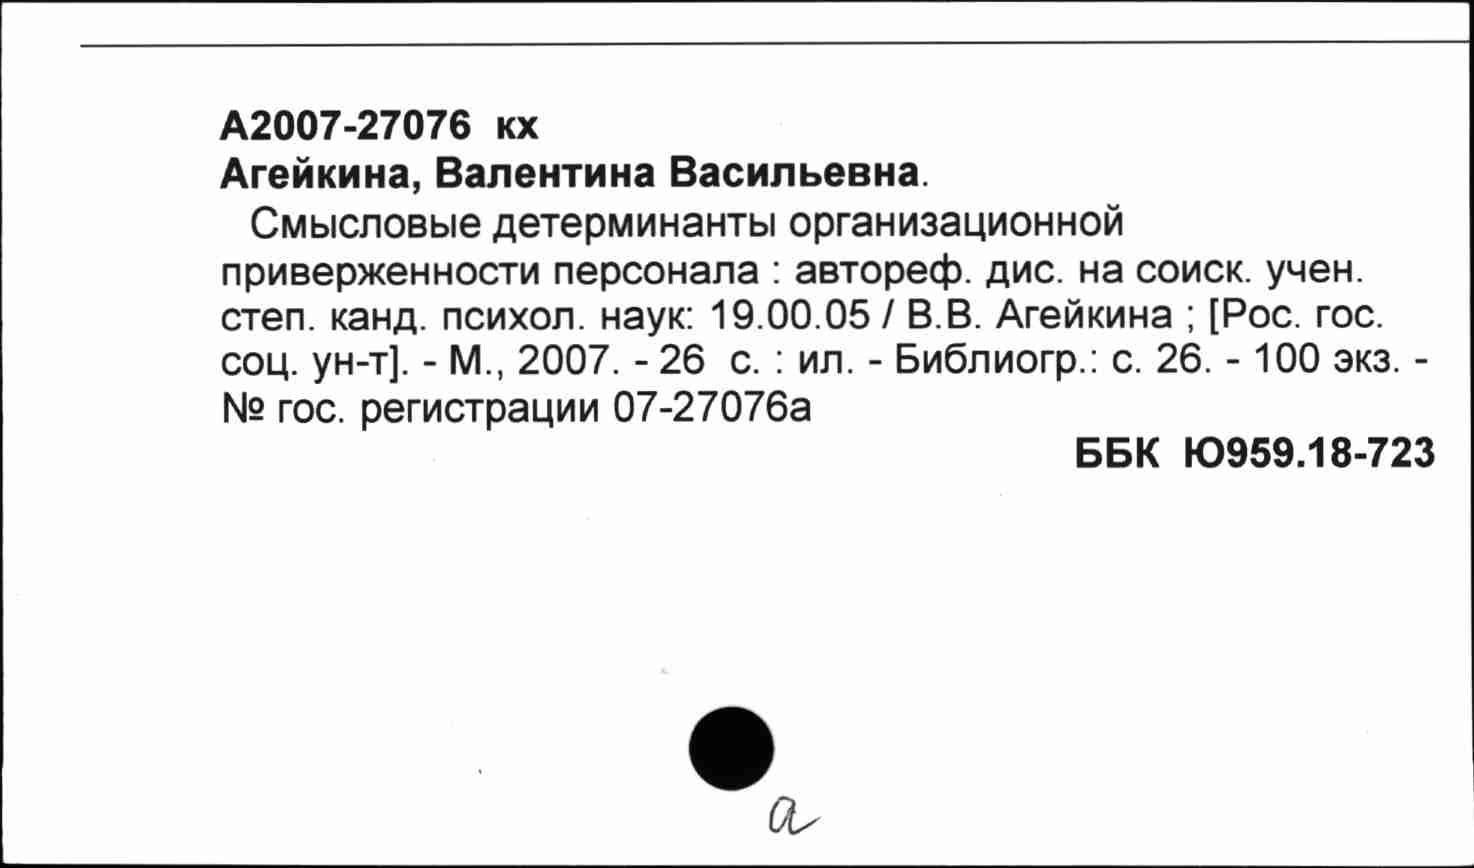 А2007-27076 кх
Агейкина, Валентина Васильевна.
Смысловые детерминанты организационной
приверженности персонала : автореф. дис. на соиск. учен.
степ. канд. психол. наук: 19.00.05 / В.В. Агейкина ; [Рос. гос.
соц. ун-т]. - М., 2007. - 26 с. : ил. - Библиогр.: с. 26. - 100 экз. -
№ гос. регистрации 07-27076а
ББК Ю959.18-723
а